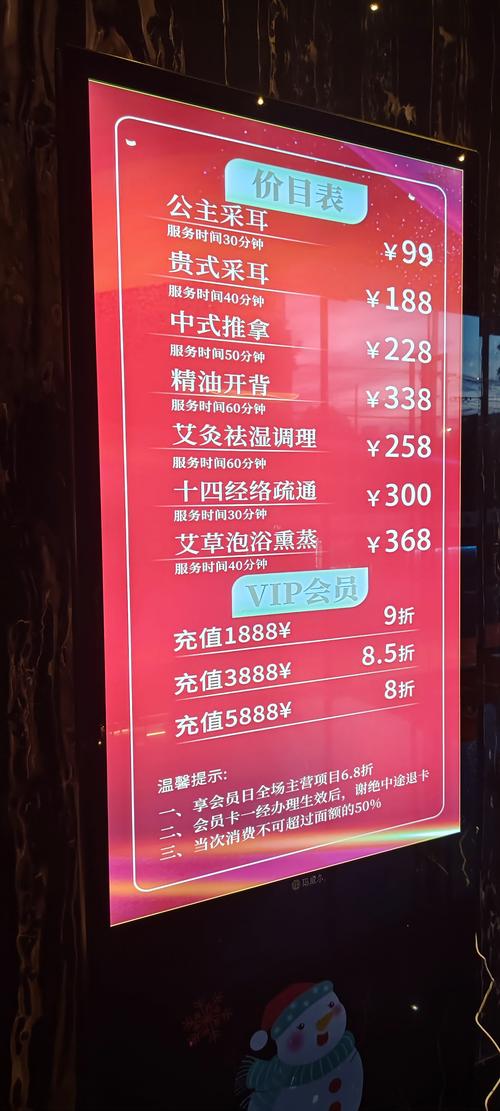 价目表
公主采耳
服务时间30分钟
¥99
贵式采耳
服务时间40分钟
¥188
中式推拿
服务时间50分钟
¥228
精油开背
服务时间60分钟
¥338
艾灸祛湿调理
服务时间60分钟
¥258
十四经络疏通
服务时间30分钟
¥300
艾草泡浴熏蒸
服务时间40分钟
¥368
VIP会员
充值1888¥ 9折
充值3888¥ 8.5折
充值5888¥ 8折
温馨提示:
一、享会员日全场主营项目6.8折
二、会员卡一经办理生效后，谢绝中途退卡
三、当次消费不可超过面额的50%